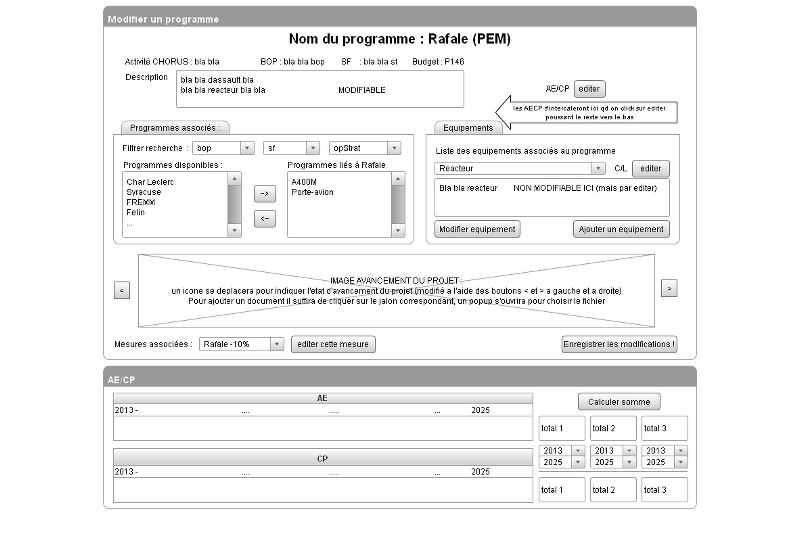 Modifier un programme
Nom du programme : Rafale (PEM)
Activité CHORUS : bla bla BOP : bla bla bop SF : bla bla sf Budget : P146
Description
bla bla dassault bla
bla bla reacteur bla bla MODIFIABLE
AE/CP editer
les AECP s'intercaleront ici qd on click sur editer
poussant le reste vers le bas
Programmes associés :
Filtrer recherche : bop sf opStrat
Programmes disponibles :
Char Leclerc
Syracuse
FREMM
Felin
...
->
<-
Programmes liés à Rafale
A400M
Porte-avion
Equipements
Liste des equipements associés au programme
Reacteur C/L editer
Bla bla reacteur NON MODIFIABLE ICI (mais par editer)
Modifier equipement Ajouter un equipement
<
IMAGE AVANCEMENT DU PROJET :
un icone se deplacera pour indiquer l'etat d'avancement du projet (modifié a l'aide des boutons < et > a gauche et a droite)
Pour ajouter un document il suffira de cliquer sur le jalon correspondant, un popup s'ouvrira pour choisir le fichier
>
Mesures associées : Rafale -10% editer cette mesure Enregistrer les modifications !
AE/CP
AE
2013 - .... ..... ... 2025
CP
2013 - .... ..... ... 2025
Calculer somme
total 1 total 2 total 3
2013 2013 2013
2025 2025 2025
total 1 total 2 total 3